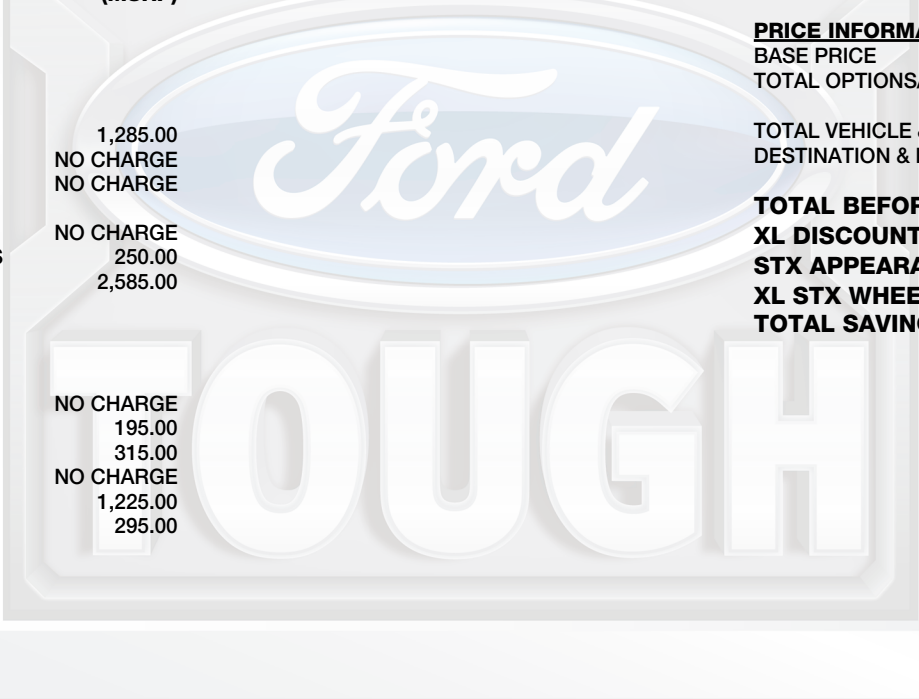 (MSRP)
1,285.00
NO CHARGE
NO CHARGE
NO CHARGE
250.00
2,585.00
NO CHARGE
195.00
315.00
NO CHARGE
1,225.00
295.00
PRICE INFORMA
BASE PRICE
TOTAL OPTIONS
TOTAL VEHICLE &
DESTINATION &
TOTAL BEFOR
XL DISCOUNT
STX APPEARA
XL STX WHEE
TOTAL SAVING
Ford
TOUGH